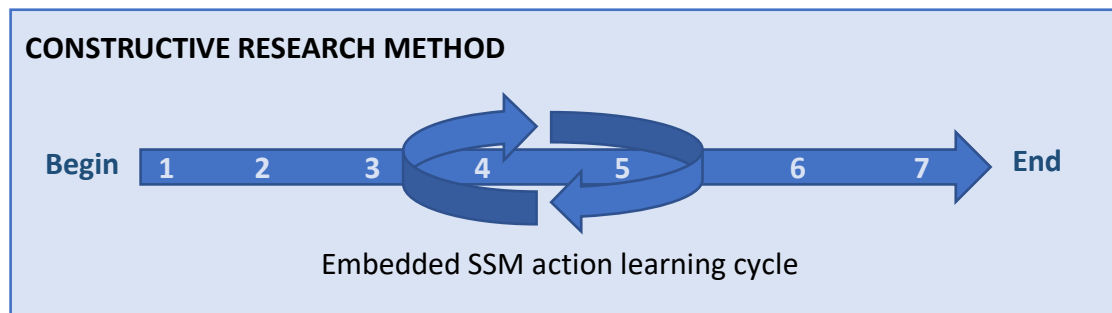 CONSTRUCTIVE RESEARCH METHOD
Begin 1 2 3 4 5 6 7 End
Embedded SSM action learning cycle